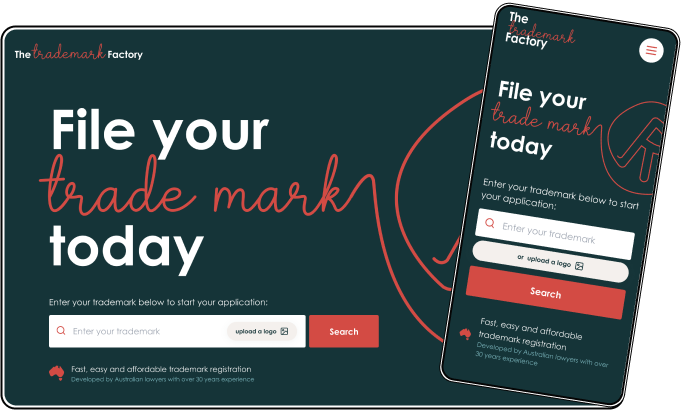 The trademark Factory
File your
trade mark
today
Enter your trademark below to start your application:
Enter your trademark
upload a logo
Search
Fast, easy and affordable trademark registration
Developed by Australian lawyers with over 30 years experience
The
trademark
Factory
File your
trade mark
today
Enter your trademark below to start
your application:
Enter your trademark
or upload a logo
Search
Fast, easy and affordable
trademark registration
Developed by Australian lawyers with over
30 years experience